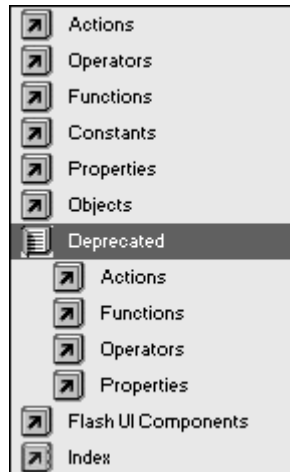 Actions
Operators
Functions
Constants
Properties
Objects
Deprecated
Actions
Functions
Operators
Properties
Flash UI Components
Index